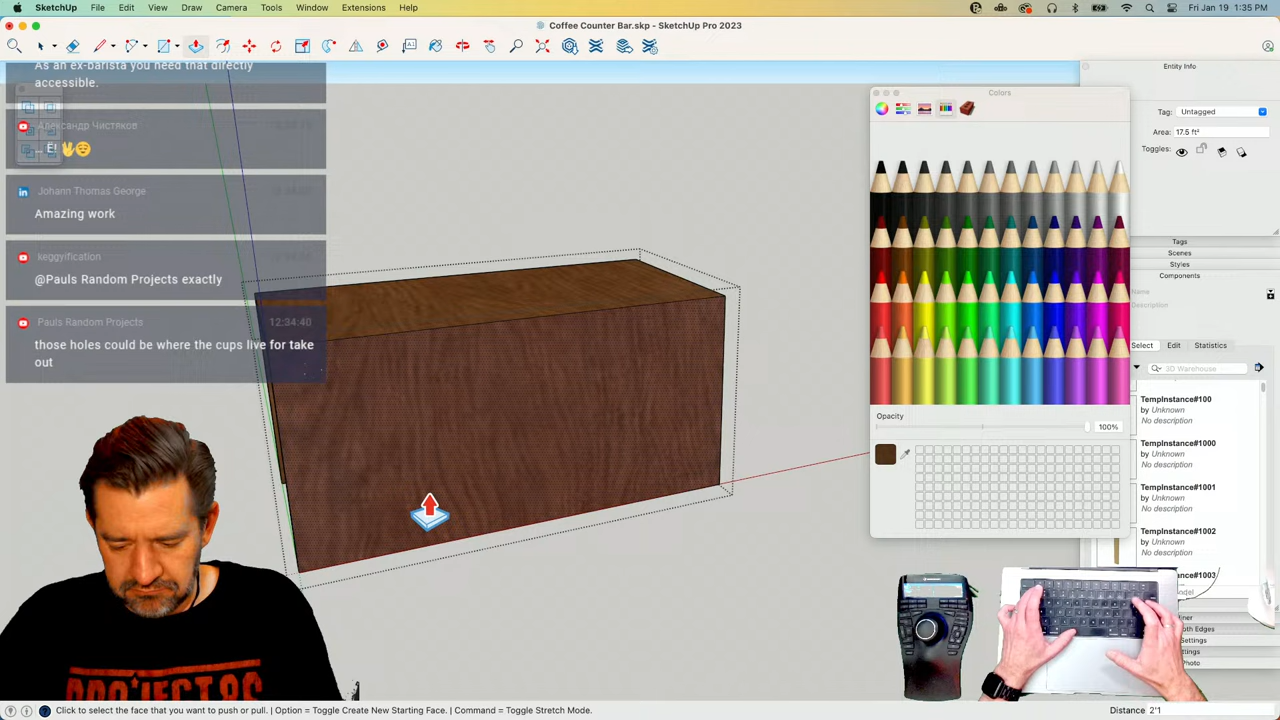 SketchUp File Edit View Draw Camera Tools Window Extensions Help
Fri Jan 19 1:35 PM
Coffee Counter Bar.skp - SketchUp Pro 2023
As an ex-barista you need that directly
accessible.
Александр Чистяков
... Ё! 🖖😌
Johann Thomas George
Amazing work
keggyification
@Pauls Random Projects exactly
Pauls Random Projects 12:34:40
those holes could be where the cups live for take
out
Colors
Opacity
100%
Entity Info
Tag: Untagged
Area: 17.5 ft²
Toggles:
Tags
Scenes
Styles
Components
Name
Description
Select Edit Statistics
3D Warehouse
TempInstance#100
by Unknown
No description
TempInstance#1000
by Unknown
No description
TempInstance#1001
by Unknown
No description
TempInstance#1002
by Unknown
No description
Click to select the face that you want to push or pull. | Option = Toggle Create New Starting Face. | Command = Toggle Stretch Mode.
Distance 2'1